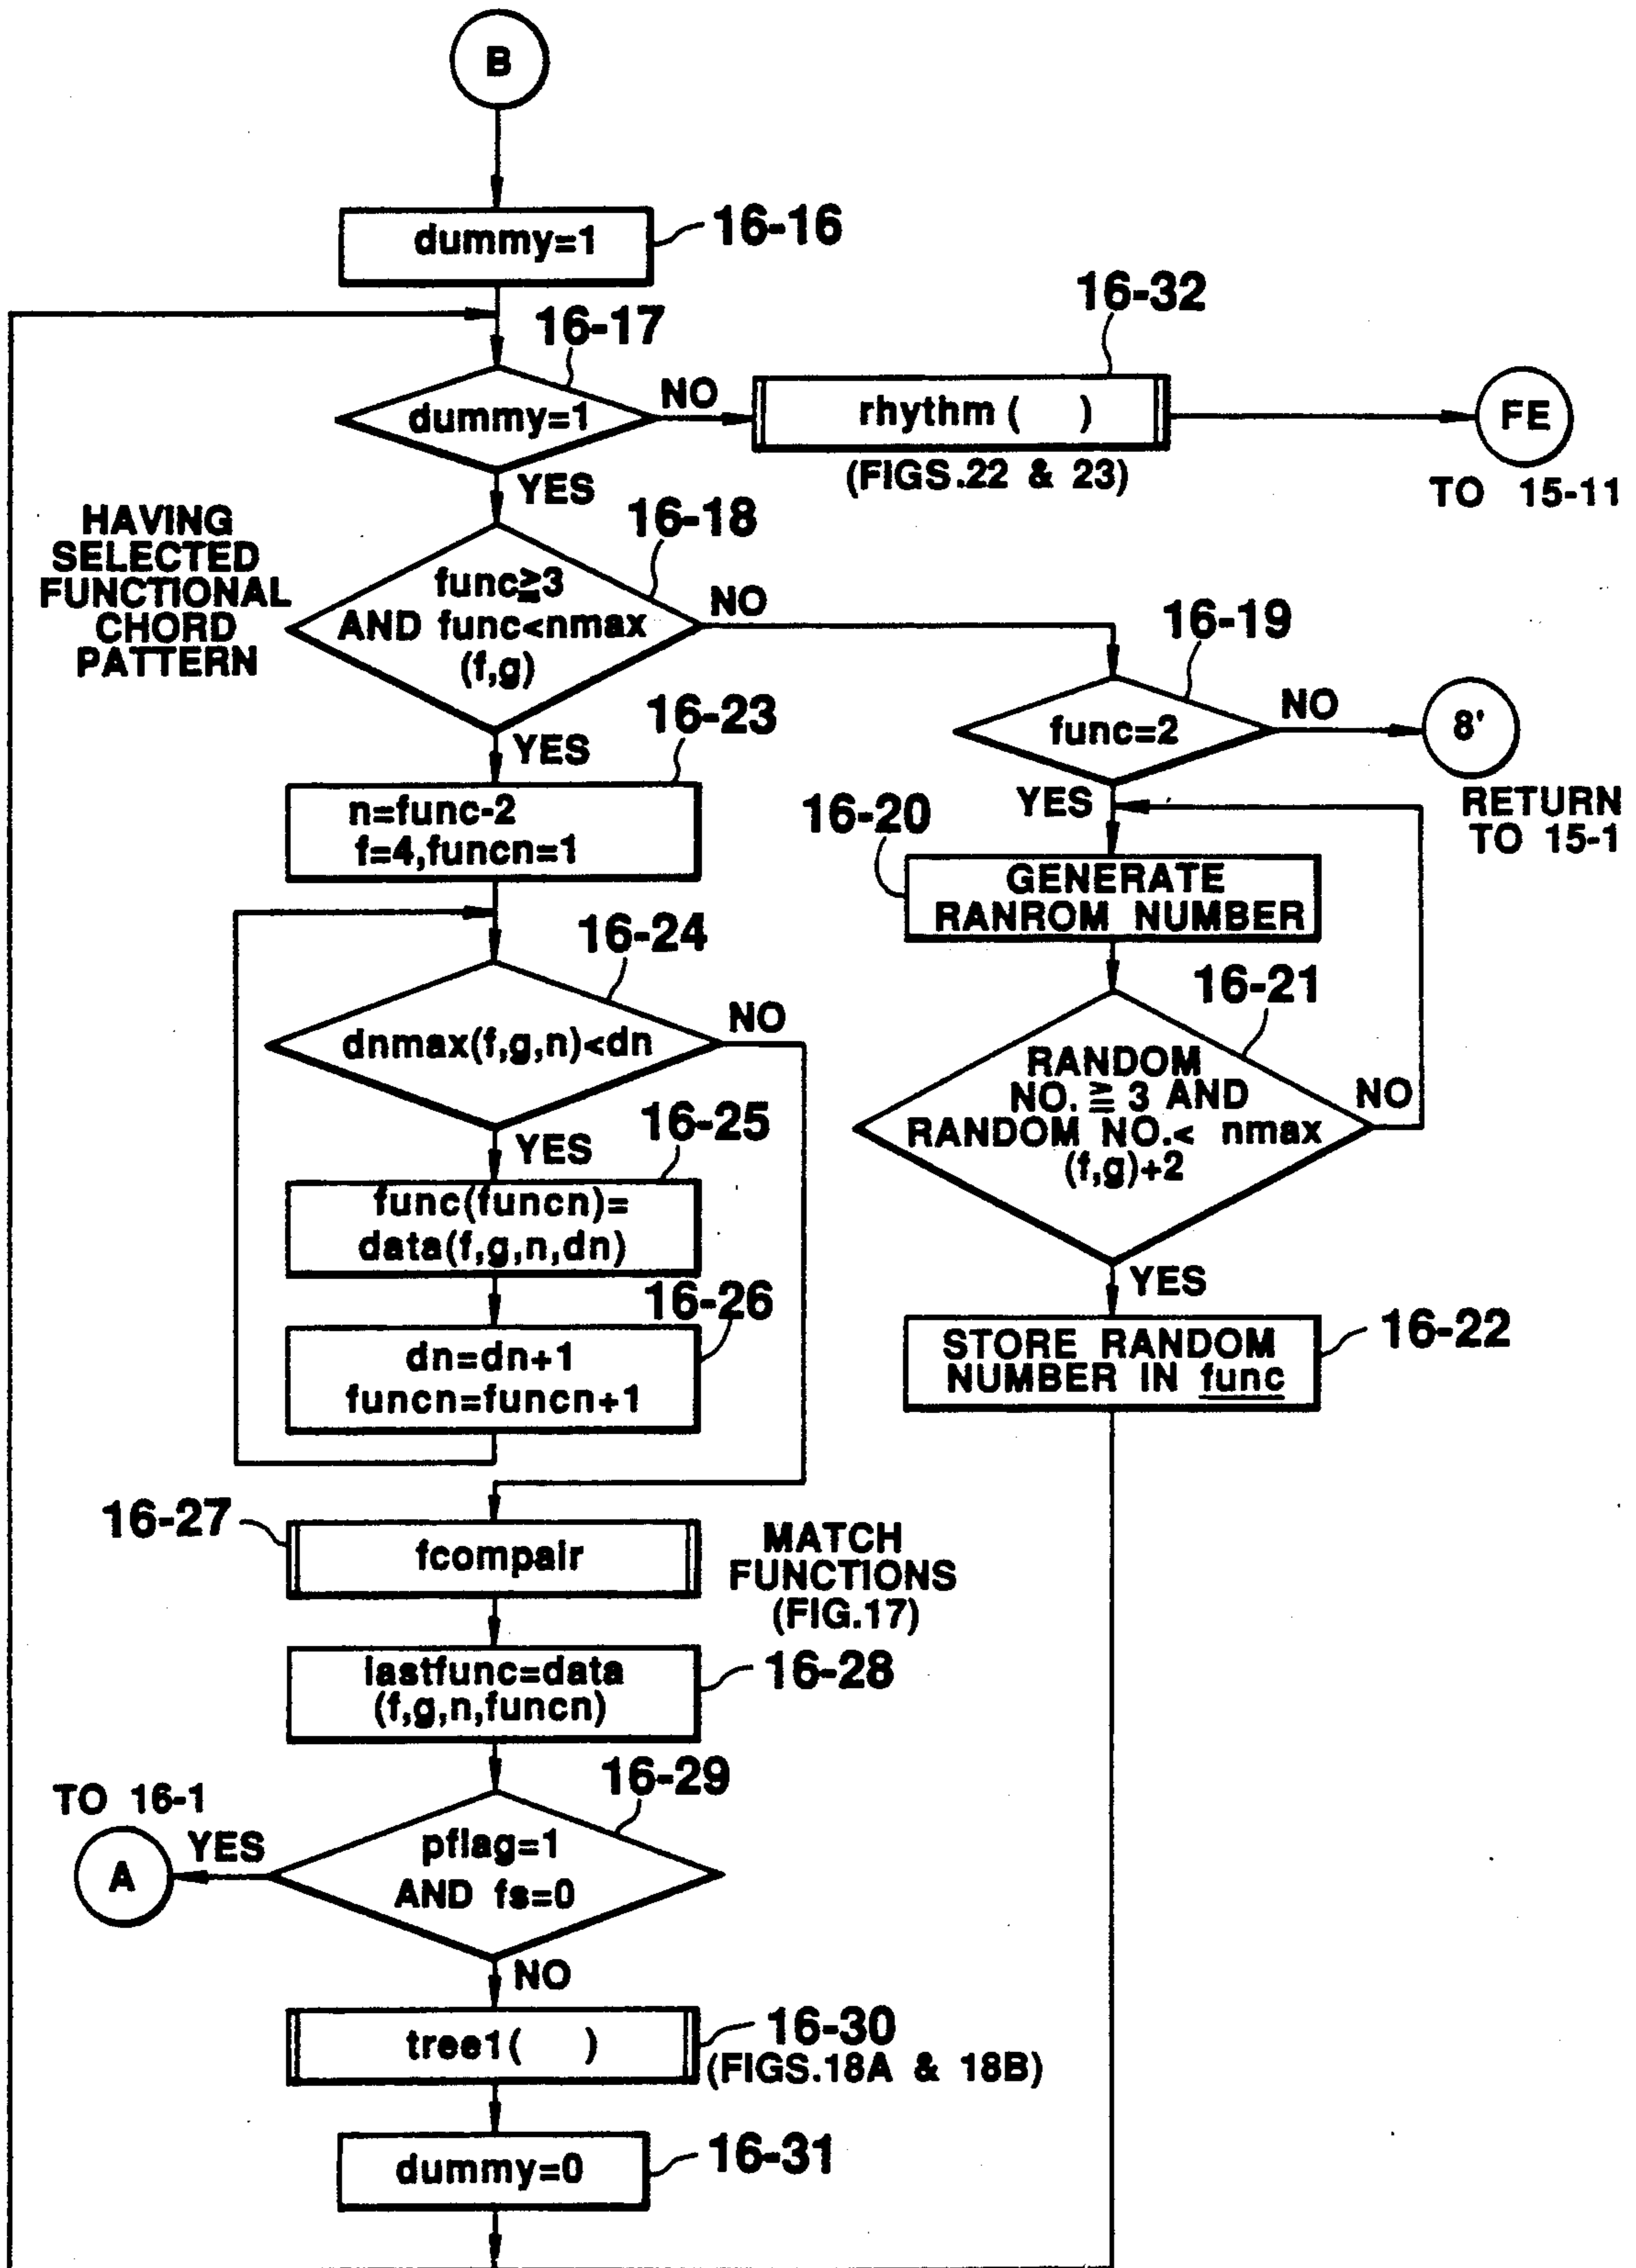 B
dummy=1
16-16
16-17
16-32
dummy=1
NO
rhythm ( )
FE
(FIGS.22 & 23)
TO 15-11
YES
HAVING
SELECTED
FUNCTIONAL
CHORD
PATTERN
16-18
func≧3
AND func<nmax
(f,g)
NO
16-19
func=2
NO
8'
RETURN
TO 15-1
YES
16-23
YES
n=func-2
f=4,funcn=1
16-20
GENERATE
RANROM NUMBER
16-24
dnmax(f,g,n)<dn
NO
16-21
RANDOM
NO. ≧ 3 AND
RANDOM NO.< nmax
(f,g)+2
NO
YES
16-25
YES
func(funcn)=
data(f,g,n,dn)
16-26
dn=dn+1
funcn=funcn+1
STORE RANDOM
NUMBER IN func
16-22
16-27
fcompair
MATCH
FUNCTIONS
(FIG.17)
lastfunc=data
(f,g,n,funcn)
16-28
16-29
TO 16-1
A
YES
pflag=1
AND fs=0
NO
tree1( )
16-30
(FIGS.18A & 18B)
dummy=0
16-31